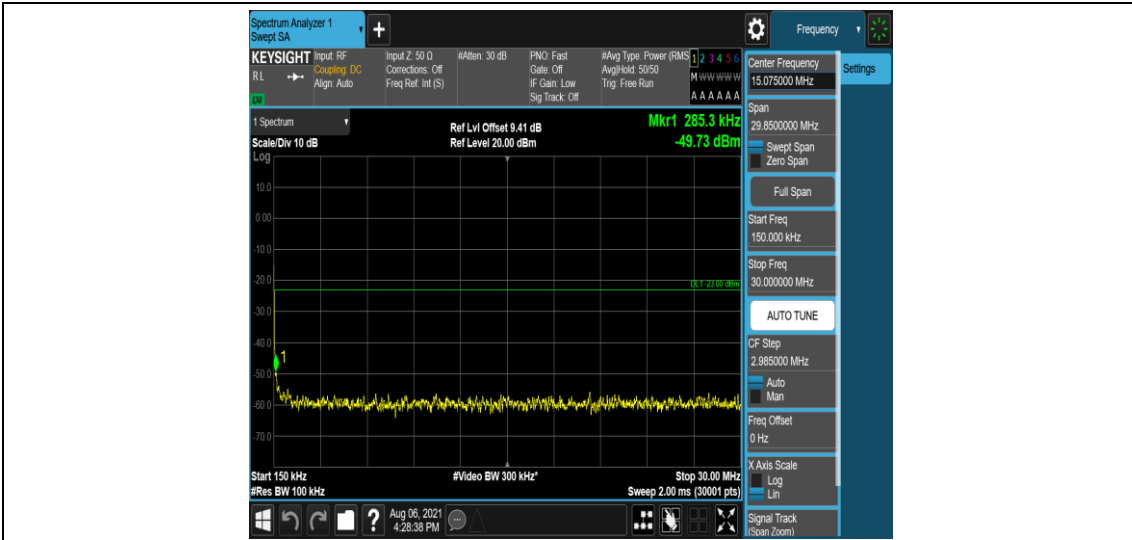 Spectrum Analyzer 1
Swept SA
+
Frequency
KEYSIGHT
RL
LXI
Input: RF
Coupling: DC
Align: Auto
Input Z: 50 Ω
Corrections: Off
Freq Ref: Int (S)
#Atten: 30 dB
PNO: Fast
Gate: Off
IF Gain: Low
Sig Track: Off
#Avg Type: Power (RMS
Avg|Hold: 50/50
Trig: Free Run
1 2 3 4 5 6
M W W W W W
A A A A A A
Center Frequency
15.075000 MHz
Settings
Span
29.8500000 MHz
Swept Span
Zero Span
Full Span
Start Freq
150.000 kHz
Stop Freq
30.000000 MHz
AUTO TUNE
CF Step
2.985000 MHz
Auto
Man
Freq Offset
0 Hz
X Axis Scale
Log
Lin
Signal Track
(Span Zoom)
1 Spectrum
Scale/Div 10 dB
Log
Ref Lvl Offset 9.41 dB
Ref Level 20.00 dBm
Mkr1 285.3 kHz
-49.73 dBm
10.0
0.00
-10.0
-20.0
DL1 -23.00 dBm
-30.0
-40.0
1
-50.0
-60.0
-70.0
Start 150 kHz
#Video BW 300 kHz*
Stop 30.00 MHz
#Res BW 100 kHz
Sweep 2.00 ms (30001 pts)
?
Aug 06, 2021
4:28:38 PM